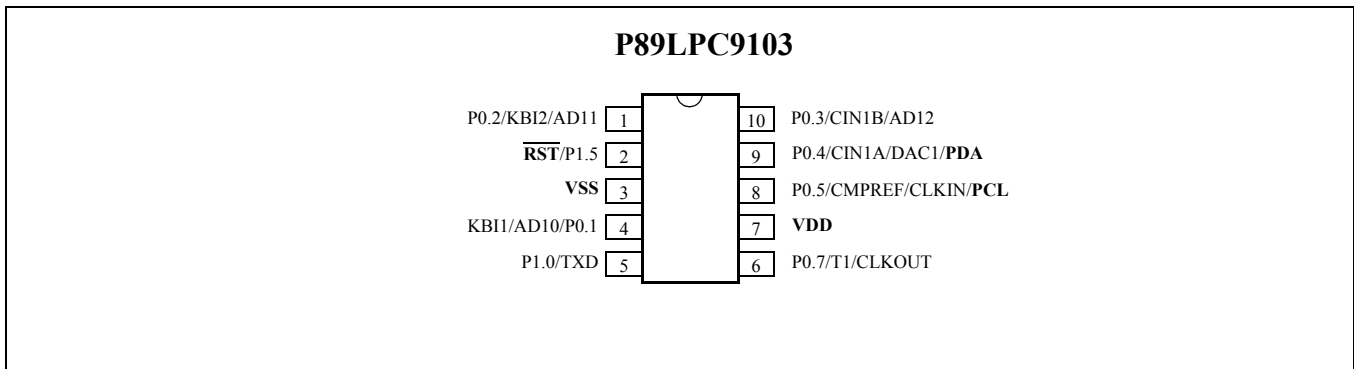 P89LPC9103
P0.2/KBI2/AD11 1 10 P0.3/CIN1B/AD12
RST/P1.5 2 9 P0.4/CIN1A/DAC1/PDA
VSS 3 8 P0.5/CMPREF/CLKIN/PCL
KBI1/AD10/P0.1 4 7 VDD
P1.0/TXD 5 6 P0.7/T1/CLKOUT